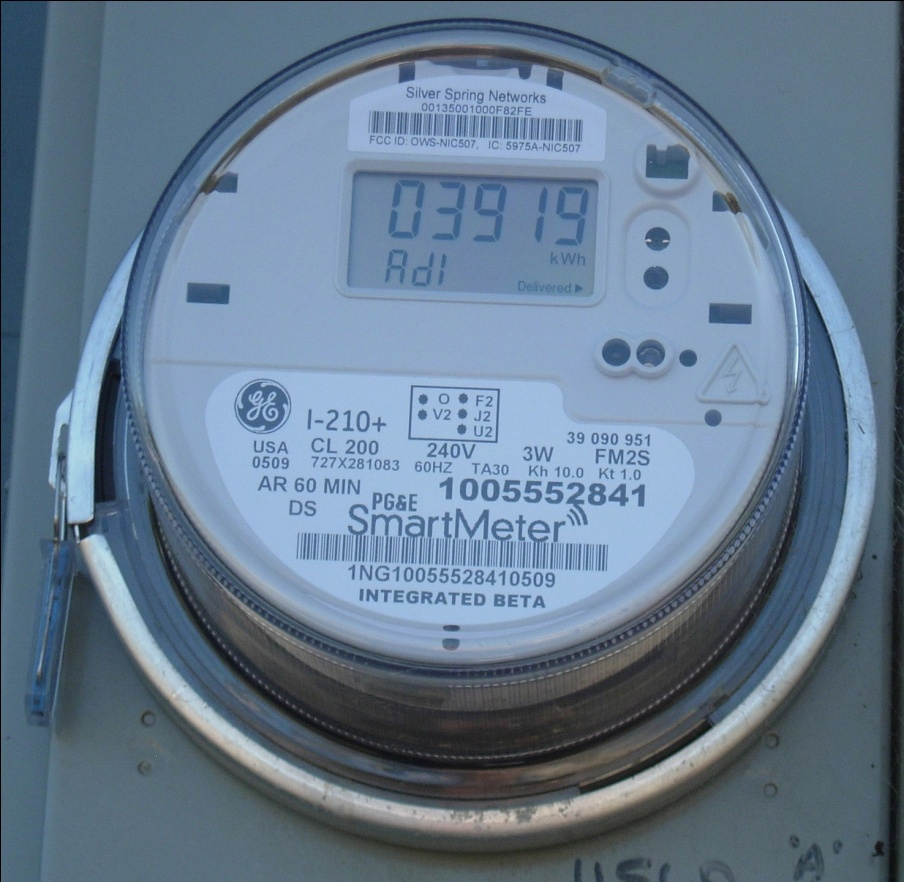 Silver Spring Networks
00135001000F82FE
FCC ID: OWS-NIC507, IC: 5975A-NIC507
03919
kWh
AdI
Delivered ▶
GE
I-210+
O F2
V2 J2
U2
39 090 951
USA CL 200 240V 3W FM2S
0509 727X281083 60HZ TA30 Kh 10.0 Kt 1.0
AR 60 MIN 1005552841
DS PG&E
SmartMeter
1NG10055528410509
INTEGRATED BETA
"A"